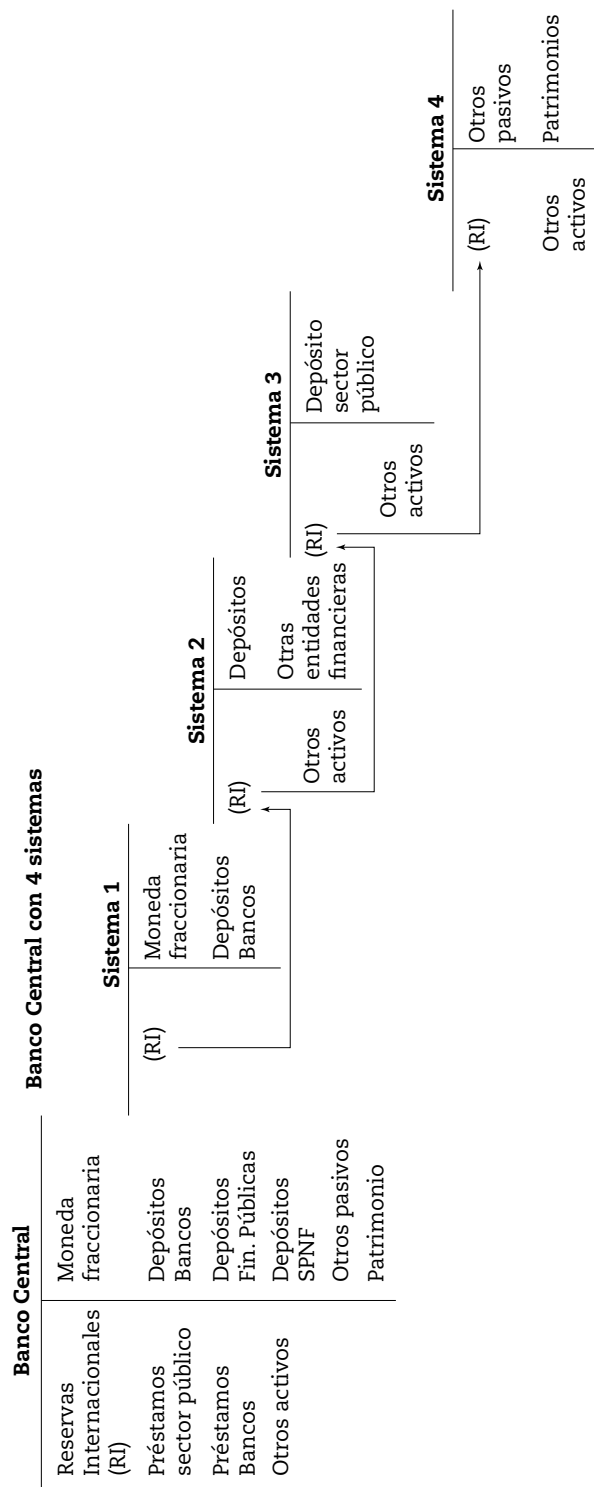 Banco Central con 4 sistemas
Banco Central
Reservas
Internacionales
(RI)
Préstamos
sector público
Préstamos
Bancos
Otros activos
Moneda
fraccionaria
Depósitos
Bancos
Depósitos
Fin. Públicas
Depósitos
SPNF
Otros pasivos
Patrimonio
Sistema 1
(RI)
Moneda
fraccionaria
Depósitos
Bancos
Sistema 2
(RI)
Otros
activos
Depósitos
Otras
entidades
financieras
Sistema 3
(RI)
Otros
activos
Depósito
sector
público
Sistema 4
(RI)
Otros
activos
Otros
pasivos
Patrimonios